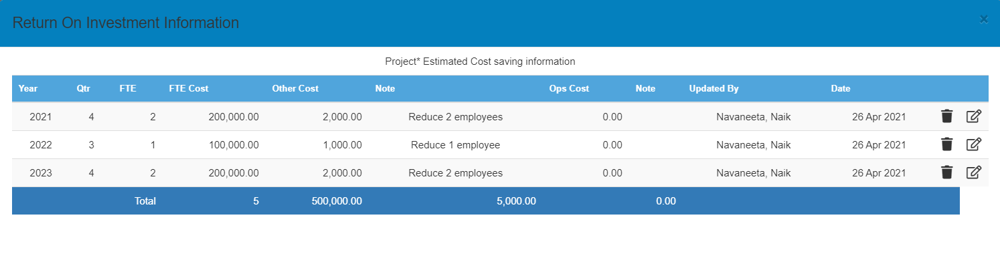 Return On Investment Information ×
Project* Estimated Cost saving information
Year Qtr FTE FTE Cost Other Cost Note Ops Cost Note Updated By Date
2021 4 2 200,000.00 2,000.00 Reduce 2 employees 0.00 Navaneeta, Naik 26 Apr 2021
2022 3 1 100,000.00 1,000.00 Reduce 1 employee 0.00 Navaneeta, Naik 26 Apr 2021
2023 4 2 200,000.00 2,000.00 Reduce 2 employees 0.00 Navaneeta, Naik 26 Apr 2021
Total 5 500,000.00 5,000.00 0.00